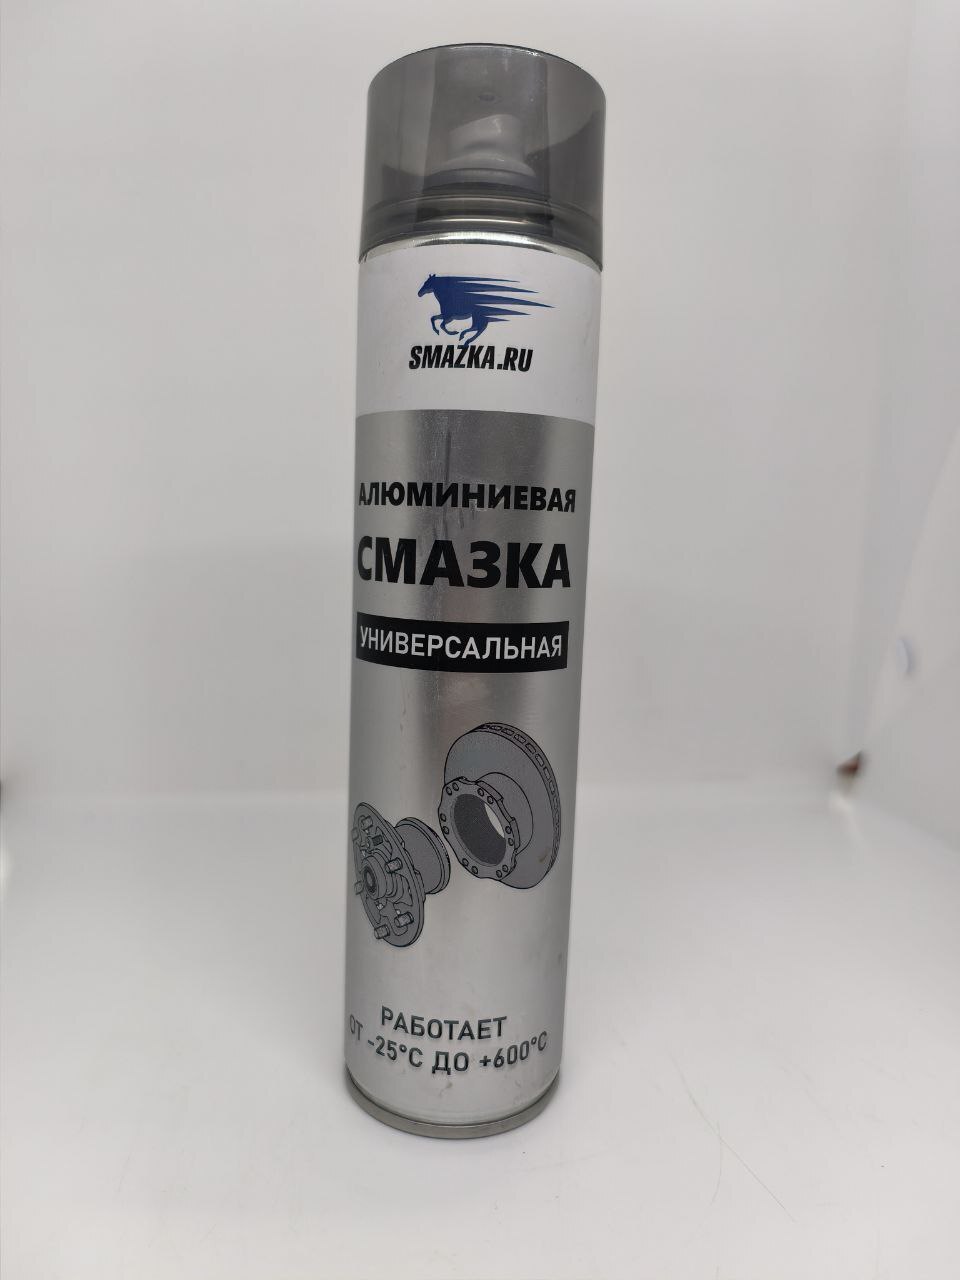 SMAZKA.RU
АЛЮМИНИЕВАЯ
СМАЗКА
УНИВЕРСАЛЬНАЯ
РАБОТАЕТ
ОТ -25°C ДО +600°C